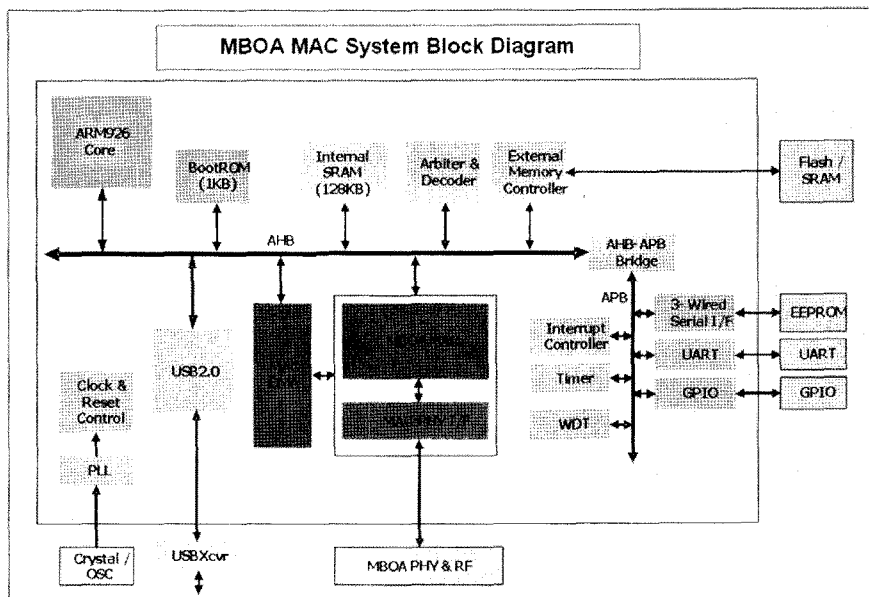 MBOA MAC System Block Diagram
ARM926
Core
BootROM
(1KB)
Internal
SRAM
(128KB)
Arbiter &
Decoder
External
Memory
Controller
Flash /
SRAM
AHB
AHB-APB
Bridge
APB
3-Wired
Serial I/F
EEPROM
Interrupt
Controller
UART
UART
Timer
GPIO
GPIO
WDT
USB2.0
Clock &
Reset
Control
PLL
MAC/PHY I/F
Crystal /
OSC
USBXcvr
MBOA PHY & RF